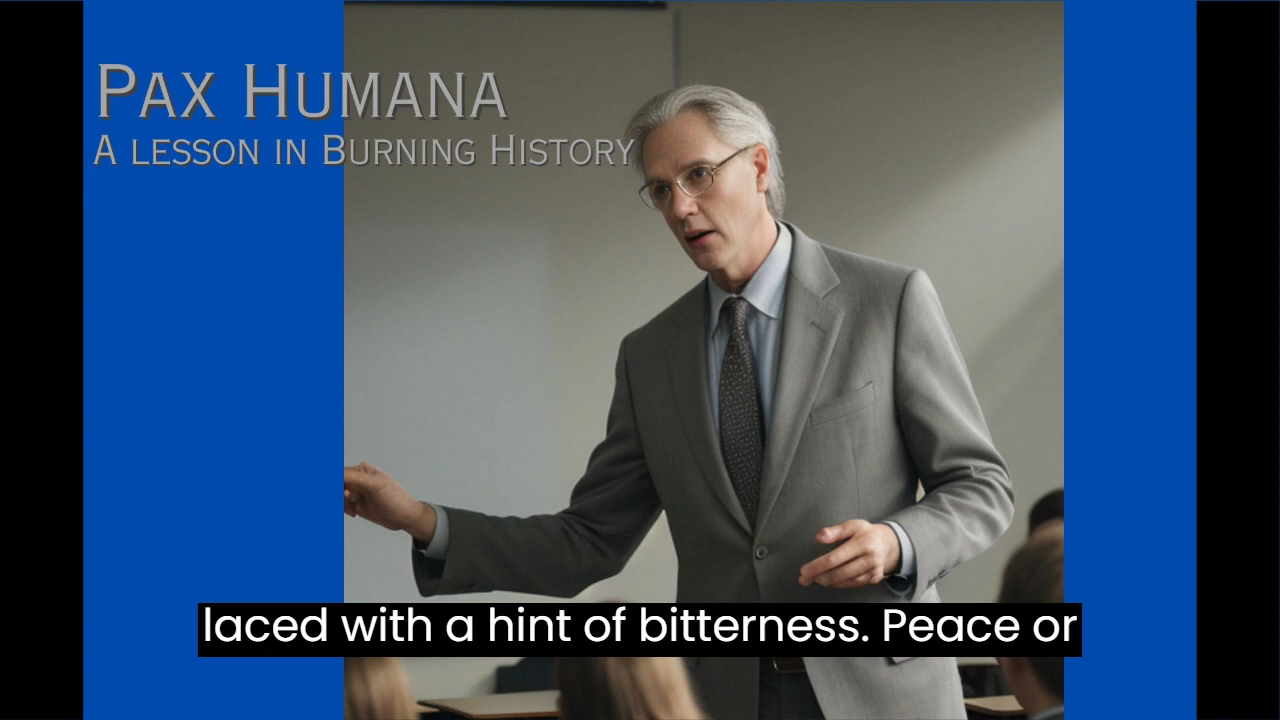 Pax Humana
A lesson in Burning History
laced with a hint of bitterness. Peace or